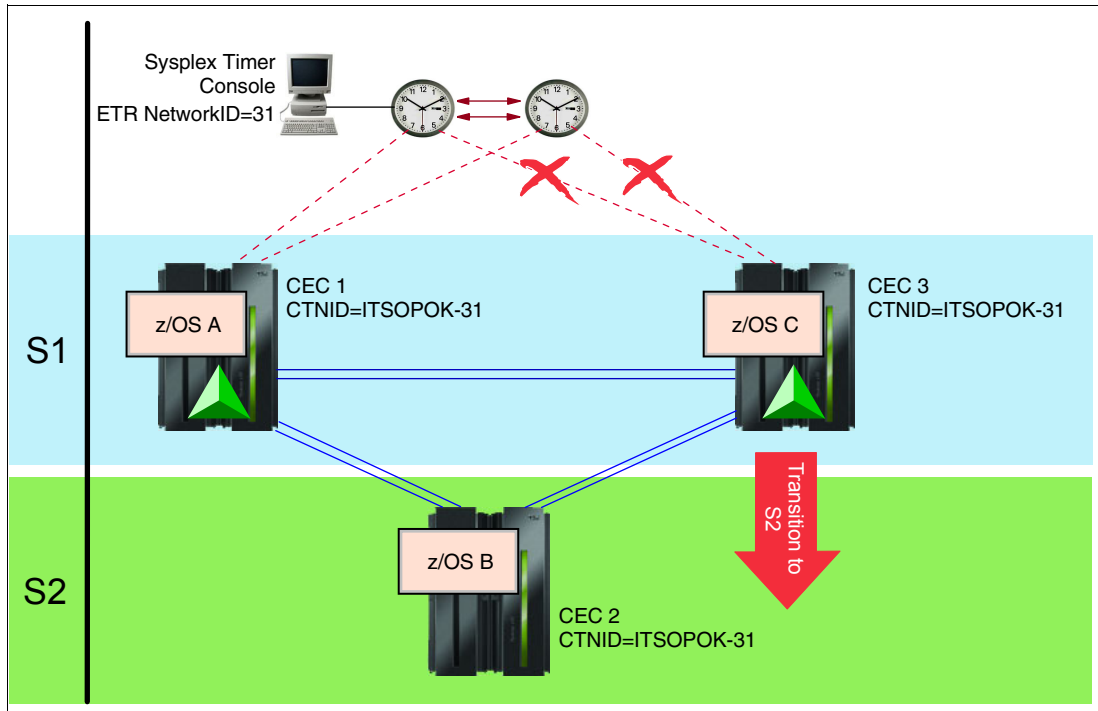 Sysplex Timer
Console
ETR NetworkID=31
S1
z/OS A
CEC 1
CTNID=ITSOPOK-31
z/OS C
CEC 3
CTNID=ITSOPOK-31
Transition to
S2
S2
z/OS B
CEC 2
CTNID=ITSOPOK-31